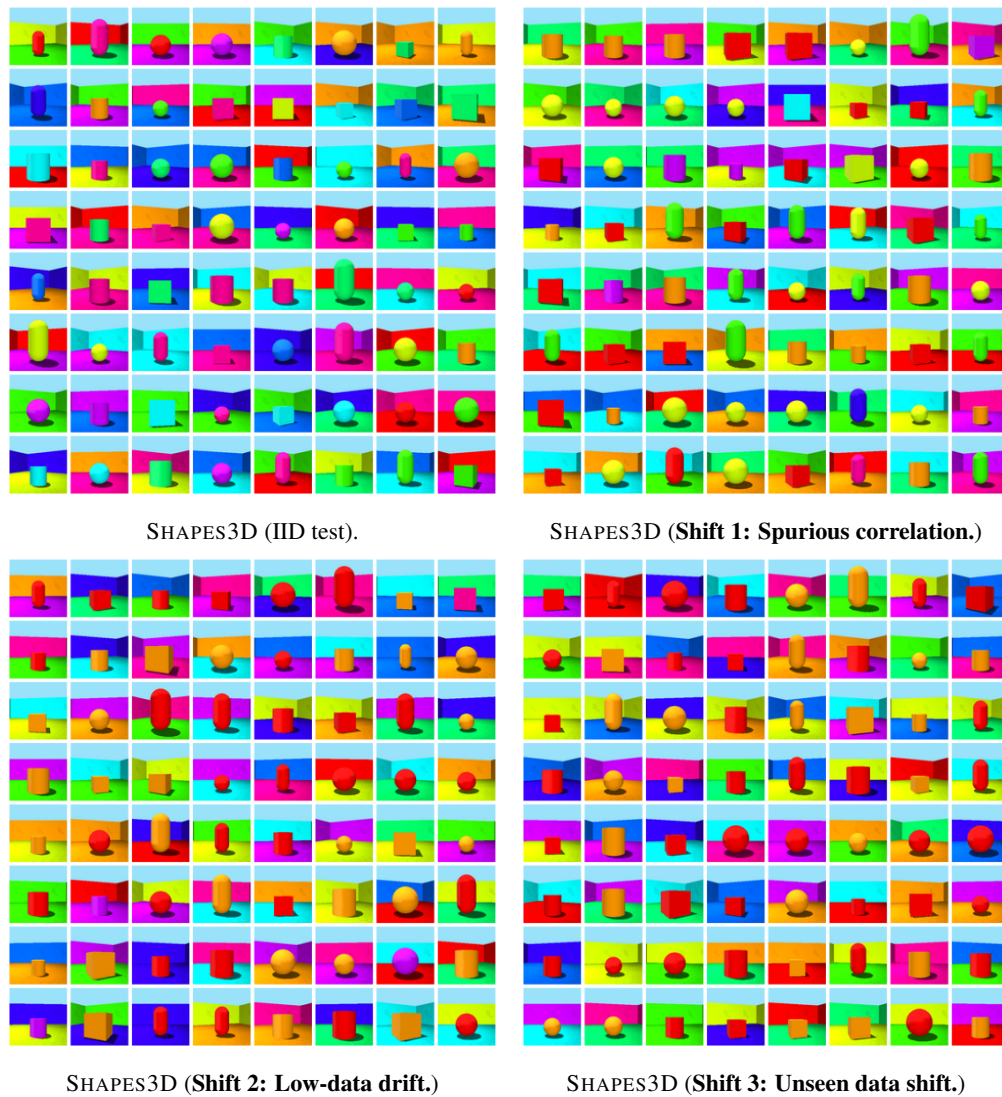 SHAPES3D (IID test).
SHAPES3D (Shift 1: Spurious correlation.)
SHAPES3D (Shift 2: Low-data drift.)
SHAPES3D (Shift 3: Unseen data shift.)